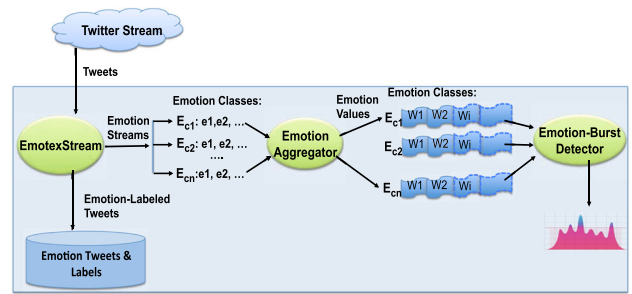 Twitter Stream
Tweets
EmotexStream
Emotion
Streams
Emotion Classes:
Ec1: e1,e2, ...
Ec2: e1, e2, ...
....
Ecn:e1, e2, ...
Emotion
Aggregator
Emotion
Values
Emotion Classes:
Ec1 W1 W2 Wi
Ec2 W1 W2 Wi
Ecn W1 W2 Wi
Emotion-Burst
Detector
Emotion-Labeled
Tweets
Emotion Tweets &
Labels